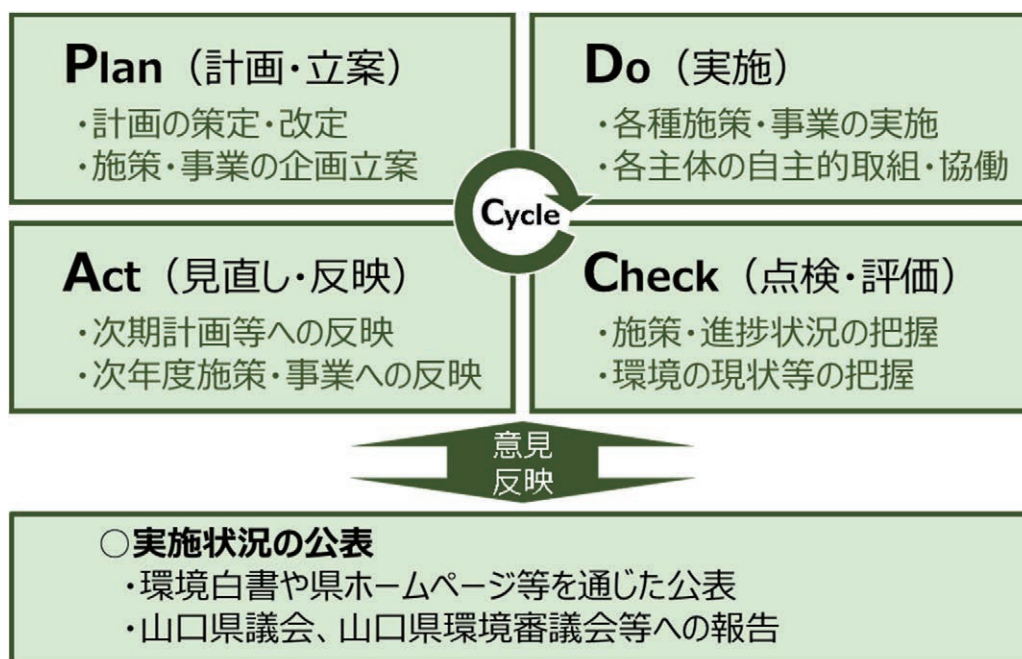 Plan（計画・立案）
・計画の策定・改定
・施策・事業の企画立案
Do（実施）
・各種施策・事業の実施
・各主体の自主的取組・協働
Cycle
Act（見直し・反映）
・次期計画等への反映
・次年度施策・事業への反映
Check（点検・評価）
・施策・進捗状況の把握
・環境の現状等の把握
意見
反映
○実施状況の公表
・環境白書や県ホームページ等を通じた公表
・山口県議会、山口県環境審議会等への報告